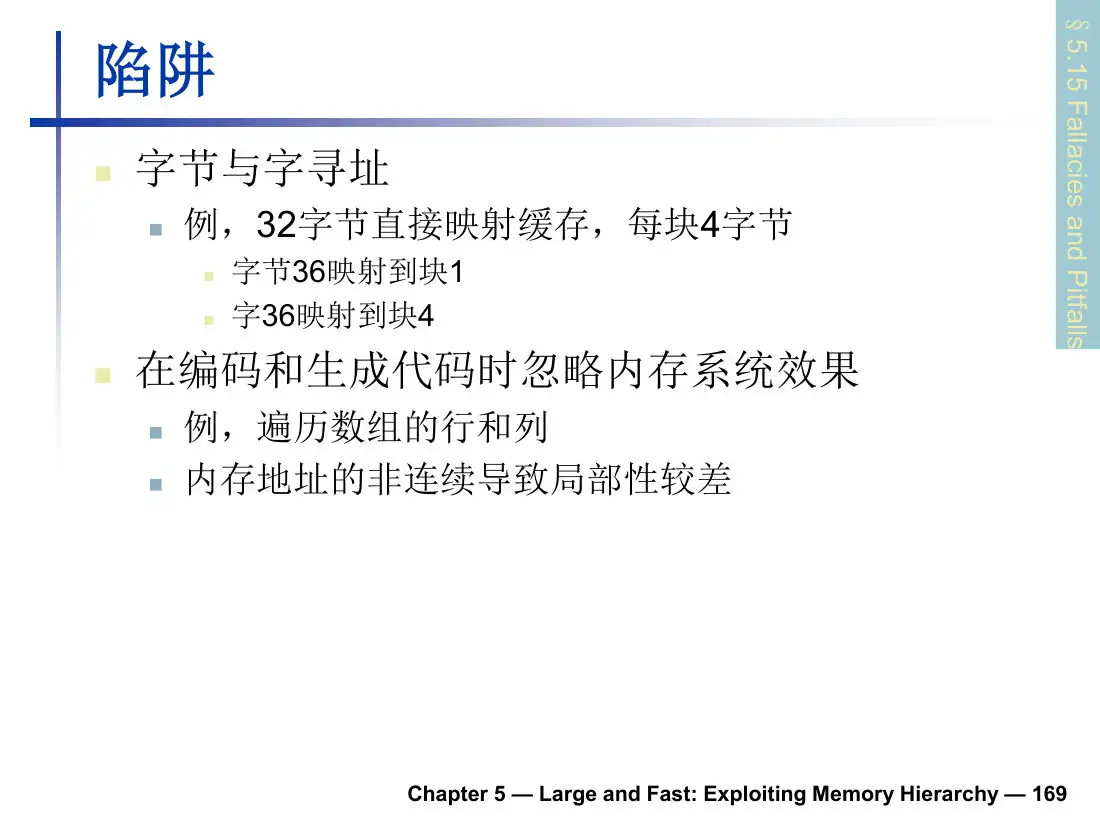 陷阱
§5.15 Fallacies and Pitfalls
字节与字寻址
例，32字节直接映射缓存，每块4字节
字节36映射到块1
字36映射到块4
在编码和生成代码时忽略内存系统效果
例，遍历数组的行和列
内存地址的非连续导致局部性较差
Chapter 5 — Large and Fast: Exploiting Memory Hierarchy — 169